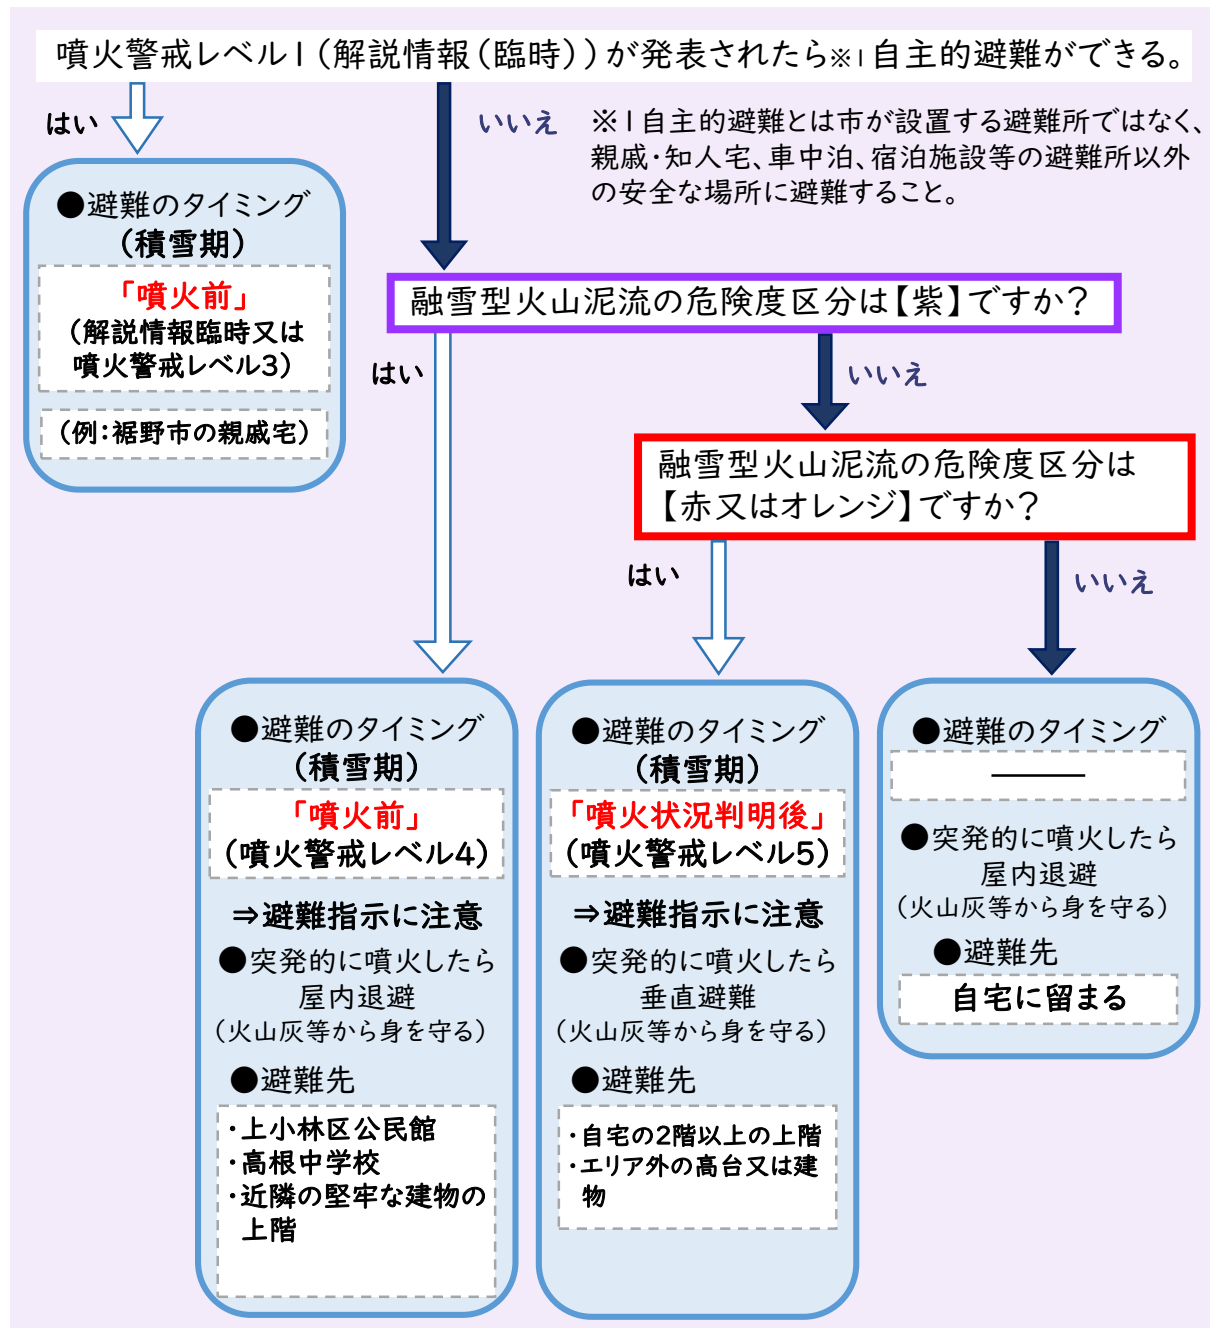 噴火警戒レベル1（解説情報（臨時））が発表されたら※1自主的避難ができる。
はい
いいえ
※1自主的避難とは市が設置する避難所ではなく、
親戚・知人宅、車中泊、宿泊施設等の避難所以外
の安全な場所に避難すること。
●避難のタイミング
（積雪期）
「噴火前」
（解説情報臨時又は
噴火警戒レベル3）
（例：裾野市の親戚宅）
融雪型火山泥流の危険度区分は【紫】ですか？
はい
いいえ
融雪型火山泥流の危険度区分は
【赤又はオレンジ】ですか？
はい
いいえ
●避難のタイミング
（積雪期）
「噴火前」
（噴火警戒レベル4）
⇒避難指示に注意
●突発的に噴火したら
屋内退避
（火山灰等から身を守る）
●避難先
・上小林区公民館
・高根中学校
・近隣の堅牢な建物の
上階
●避難のタイミング
（積雪期）
「噴火状況判明後」
（噴火警戒レベル5）
⇒避難指示に注意
●突発的に噴火したら
垂直避難
（火山灰等から身を守る）
●避難先
・自宅の2階以上の上階
・エリア外の高台又は建
物
●避難のタイミング
―――
●突発的に噴火したら
屋内退避
（火山灰等から身を守る）
●避難先
自宅に留まる